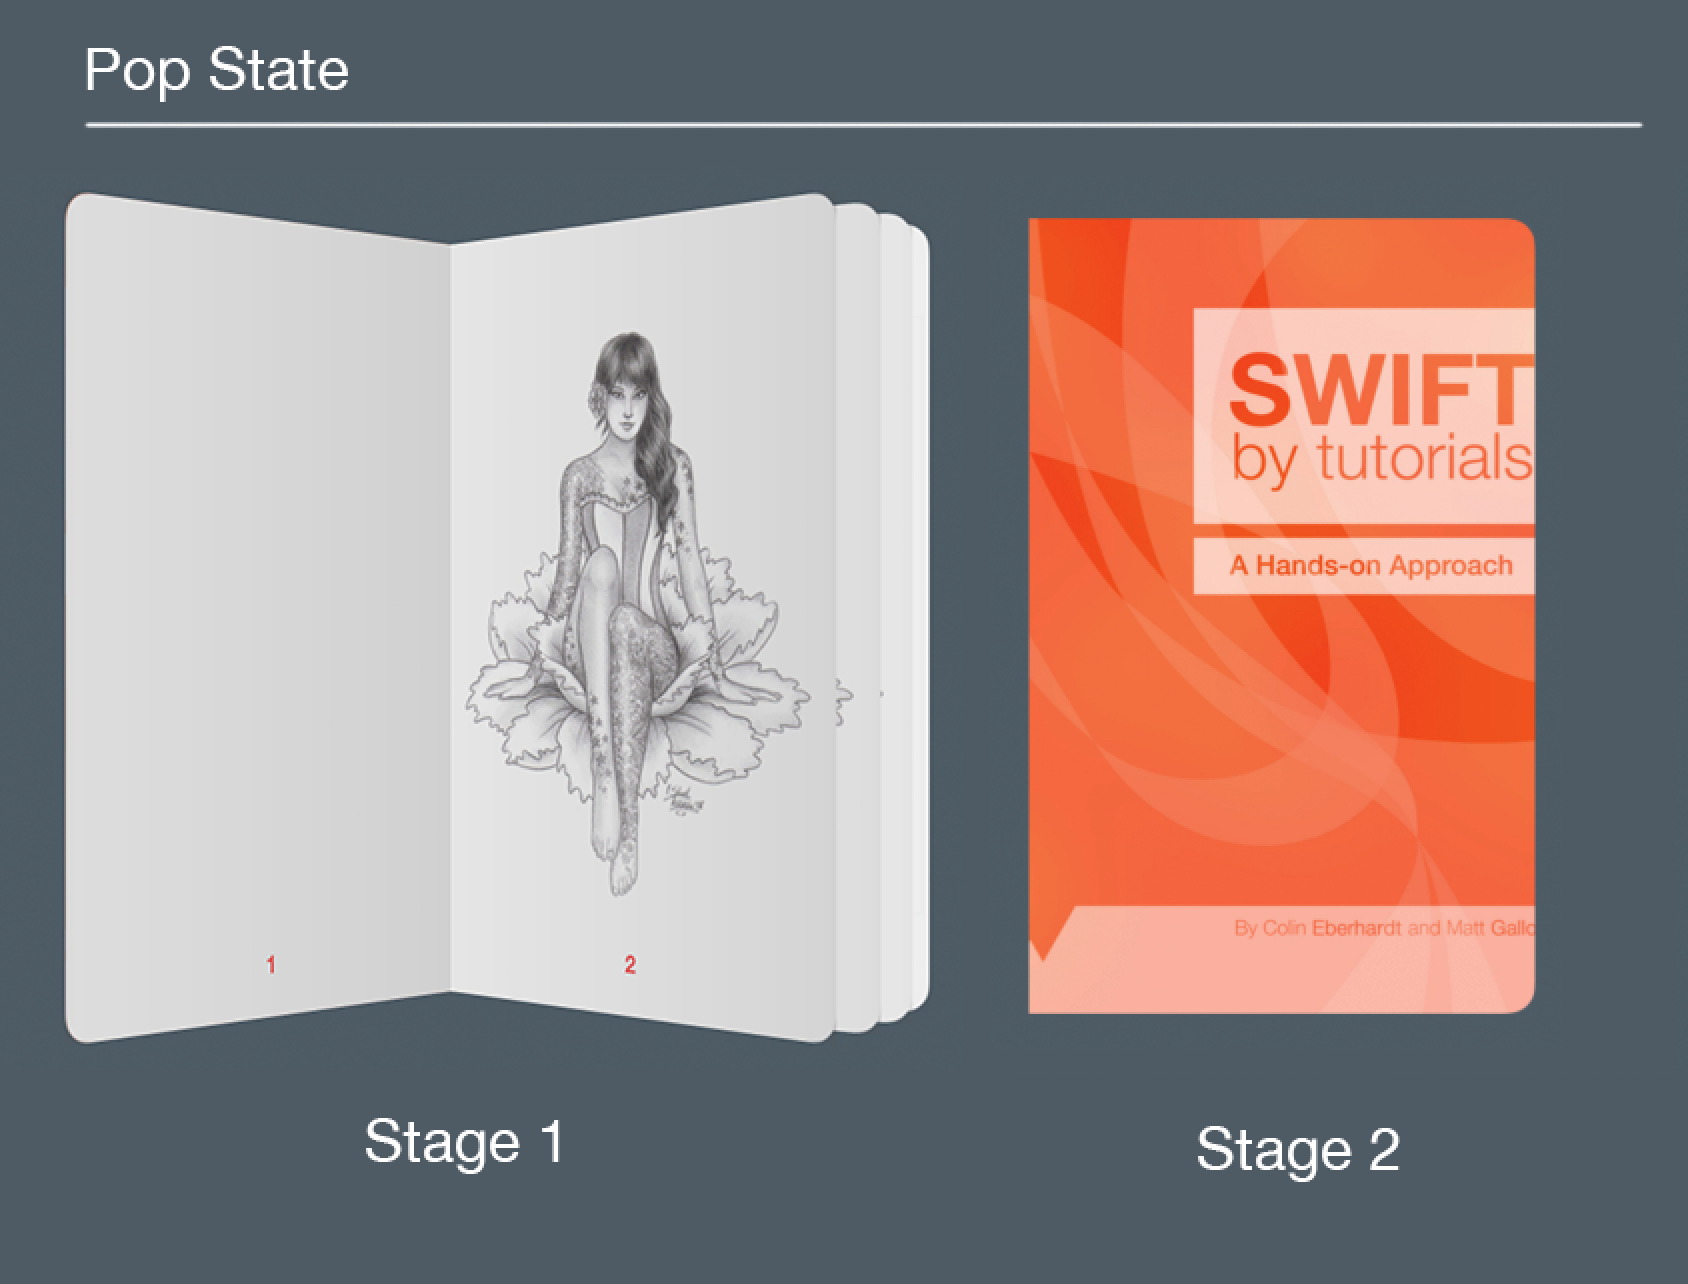 Pop State
1
2
SWIFT
by tutorials
A Hands-on Approach
By Colin Eberhardt and Matt Gallo
Stage 1
Stage 2